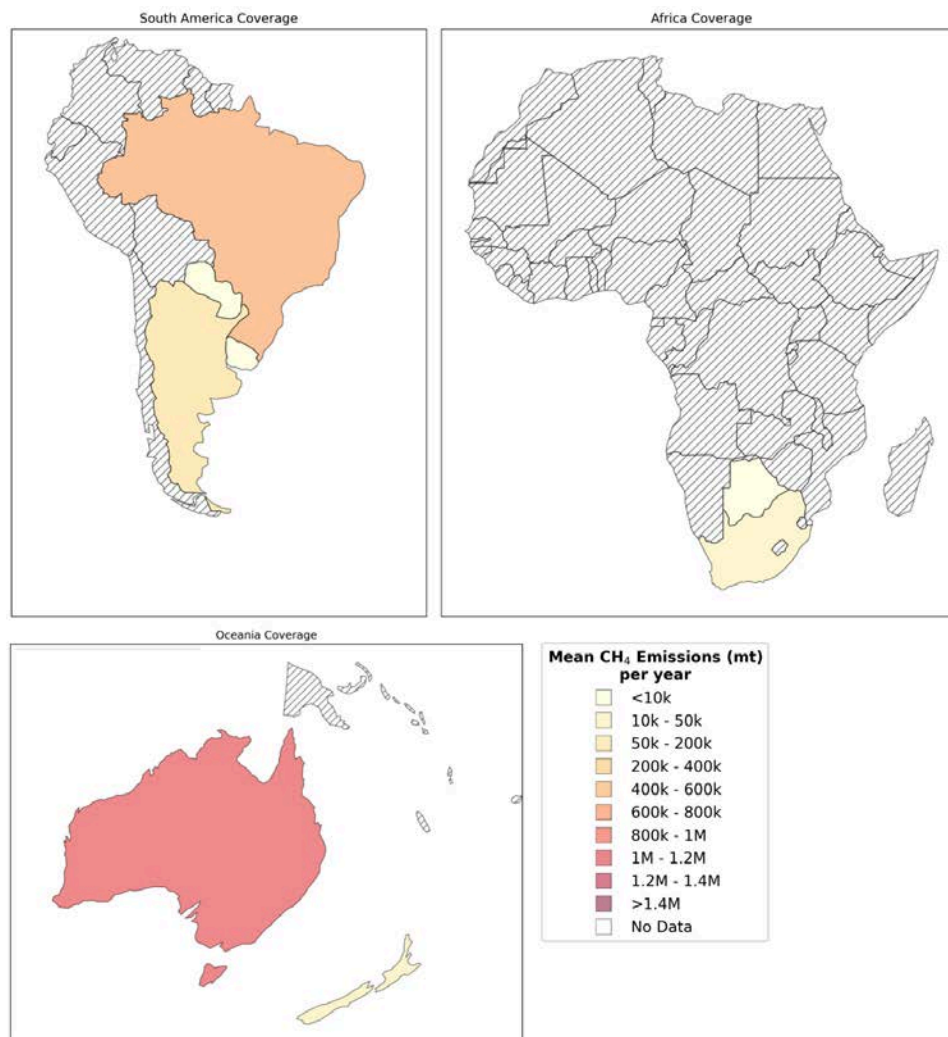 South America Coverage
Africa Coverage
Oceania Coverage
Mean CH₄ Emissions (mt)
per year
<10k
10k - 50k
50k - 200k
200k - 400k
400k - 600k
600k - 800k
800k - 1M
1M - 1.2M
1.2M - 1.4M
>1.4M
No Data